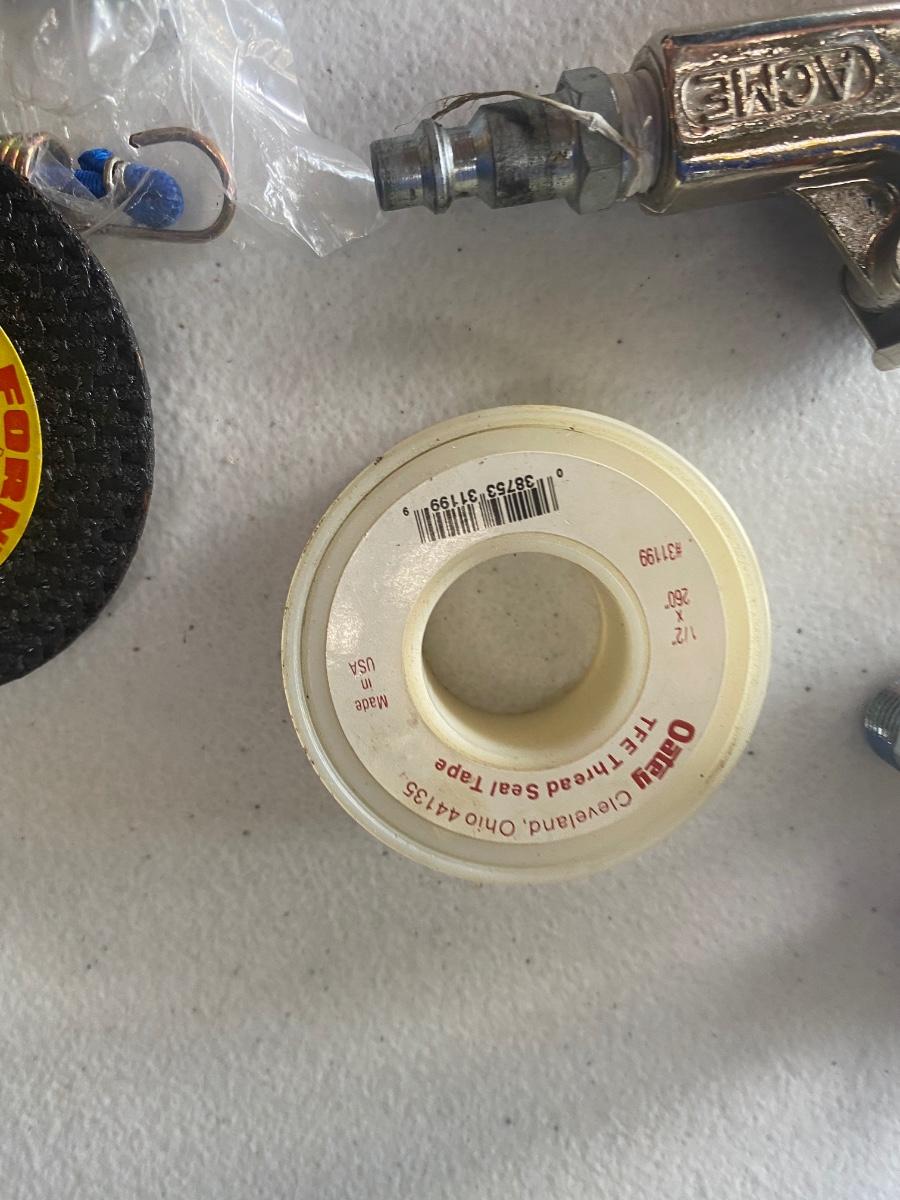 ACME
FORN
0 38753 31199 9
#31199
1/2" x 260"
Made
in
USA
Oatey
TFE Thread Seal Tape
Cleveland, Ohio 44135